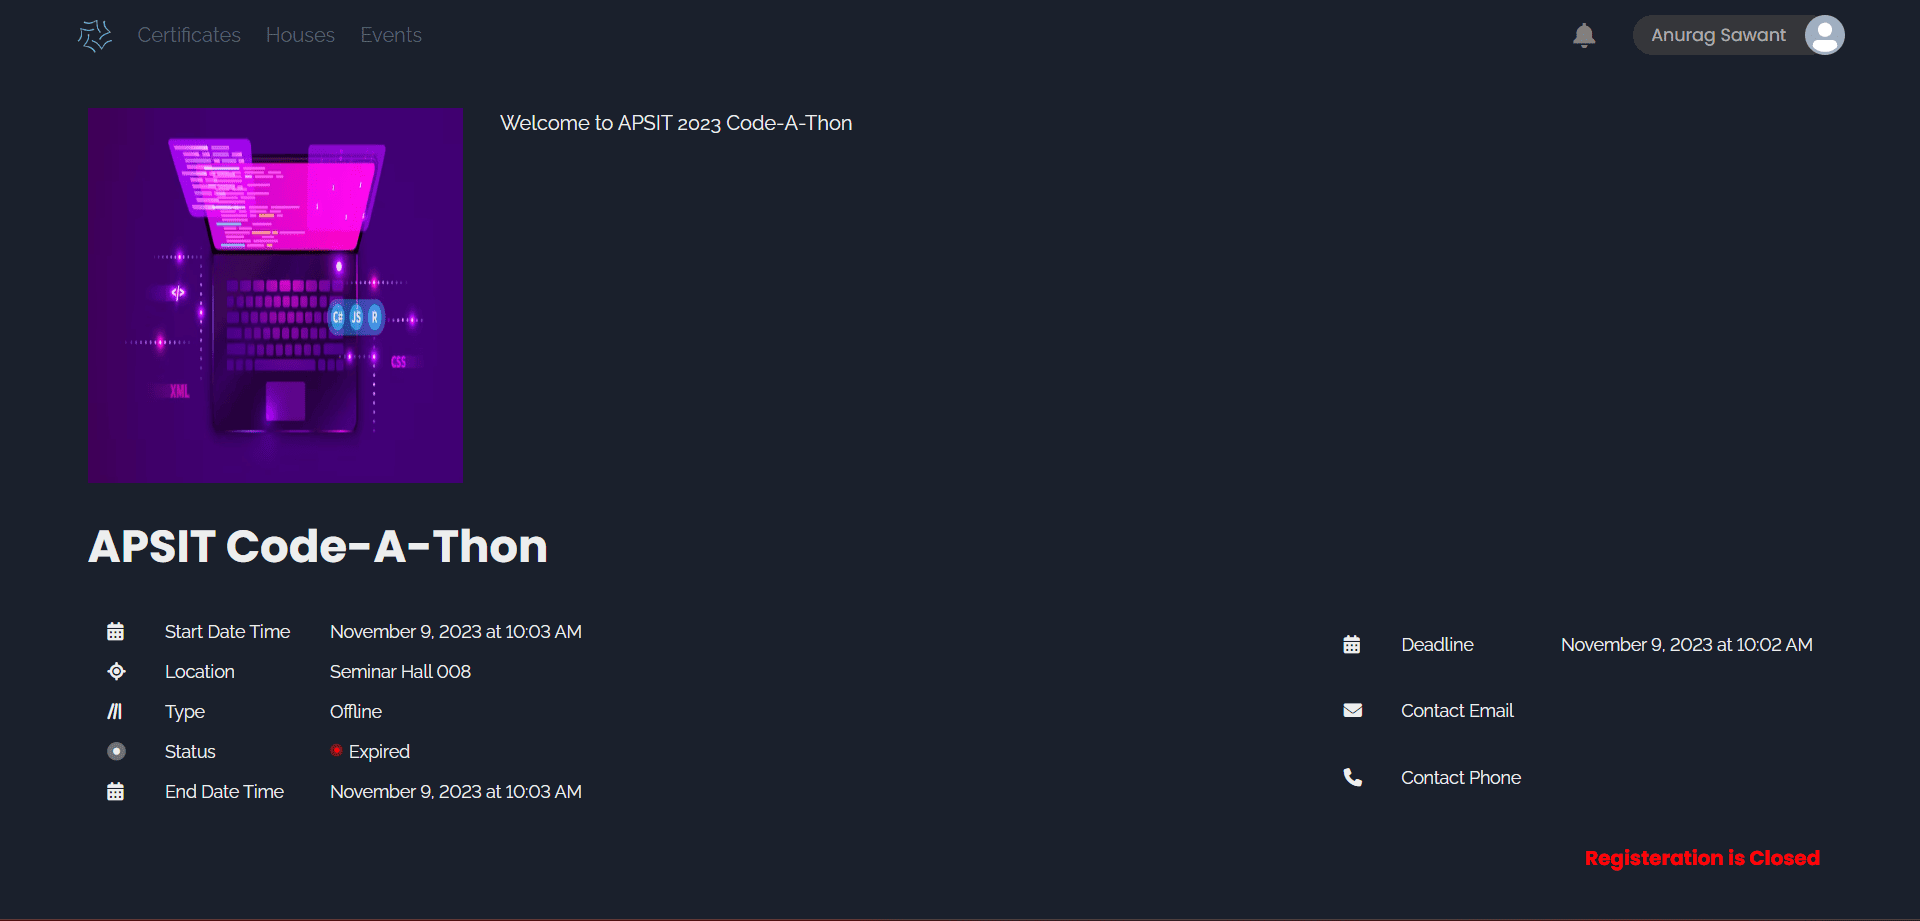 Certificates Houses Events
Anurag Sawant
Welcome to APSIT 2023 Code-A-Thon
</>
C# JS R
CSS
XML
APSIT Code-A-Thon
Start Date Time November 9, 2023 at 10:03 AM
Location Seminar Hall 008
Type Offline
Status Expired
End Date Time November 9, 2023 at 10:03 AM
Deadline November 9, 2023 at 10:02 AM
Contact Email
Contact Phone
Registeration is Closed